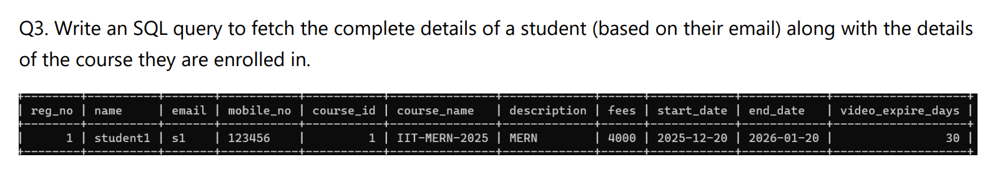 Q3. Write an SQL query to fetch the complete details of a student (based on their email) along with the details
of the course they are enrolled in.
| reg_no | name | email | mobile_no | course_id | course_name | description | fees | start_date | end_date | video_expire_days |
| 1 | student1 | s1 | 123456 | 1 | IIT-MERN-2025 | MERN | 4000 | 2025-12-20 | 2026-01-20 | 30 |